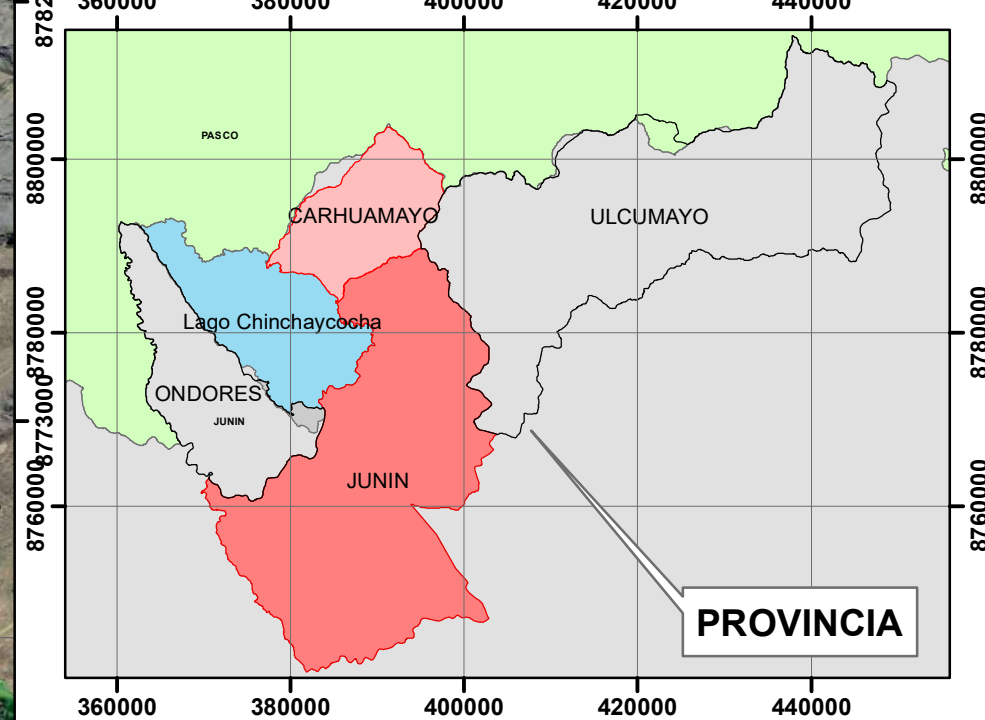 360000 380000 400000 420000 440000
8782
PASCO
8800000 8800000
CARHUAMAYO
ULCUMAYO
Lago Chinchaycocha
8780000 8780000
ONDORES
JUNIN
8773000
JUNIN
8760000 8760000
PROVINCIA
360000 380000 400000 420000 440000